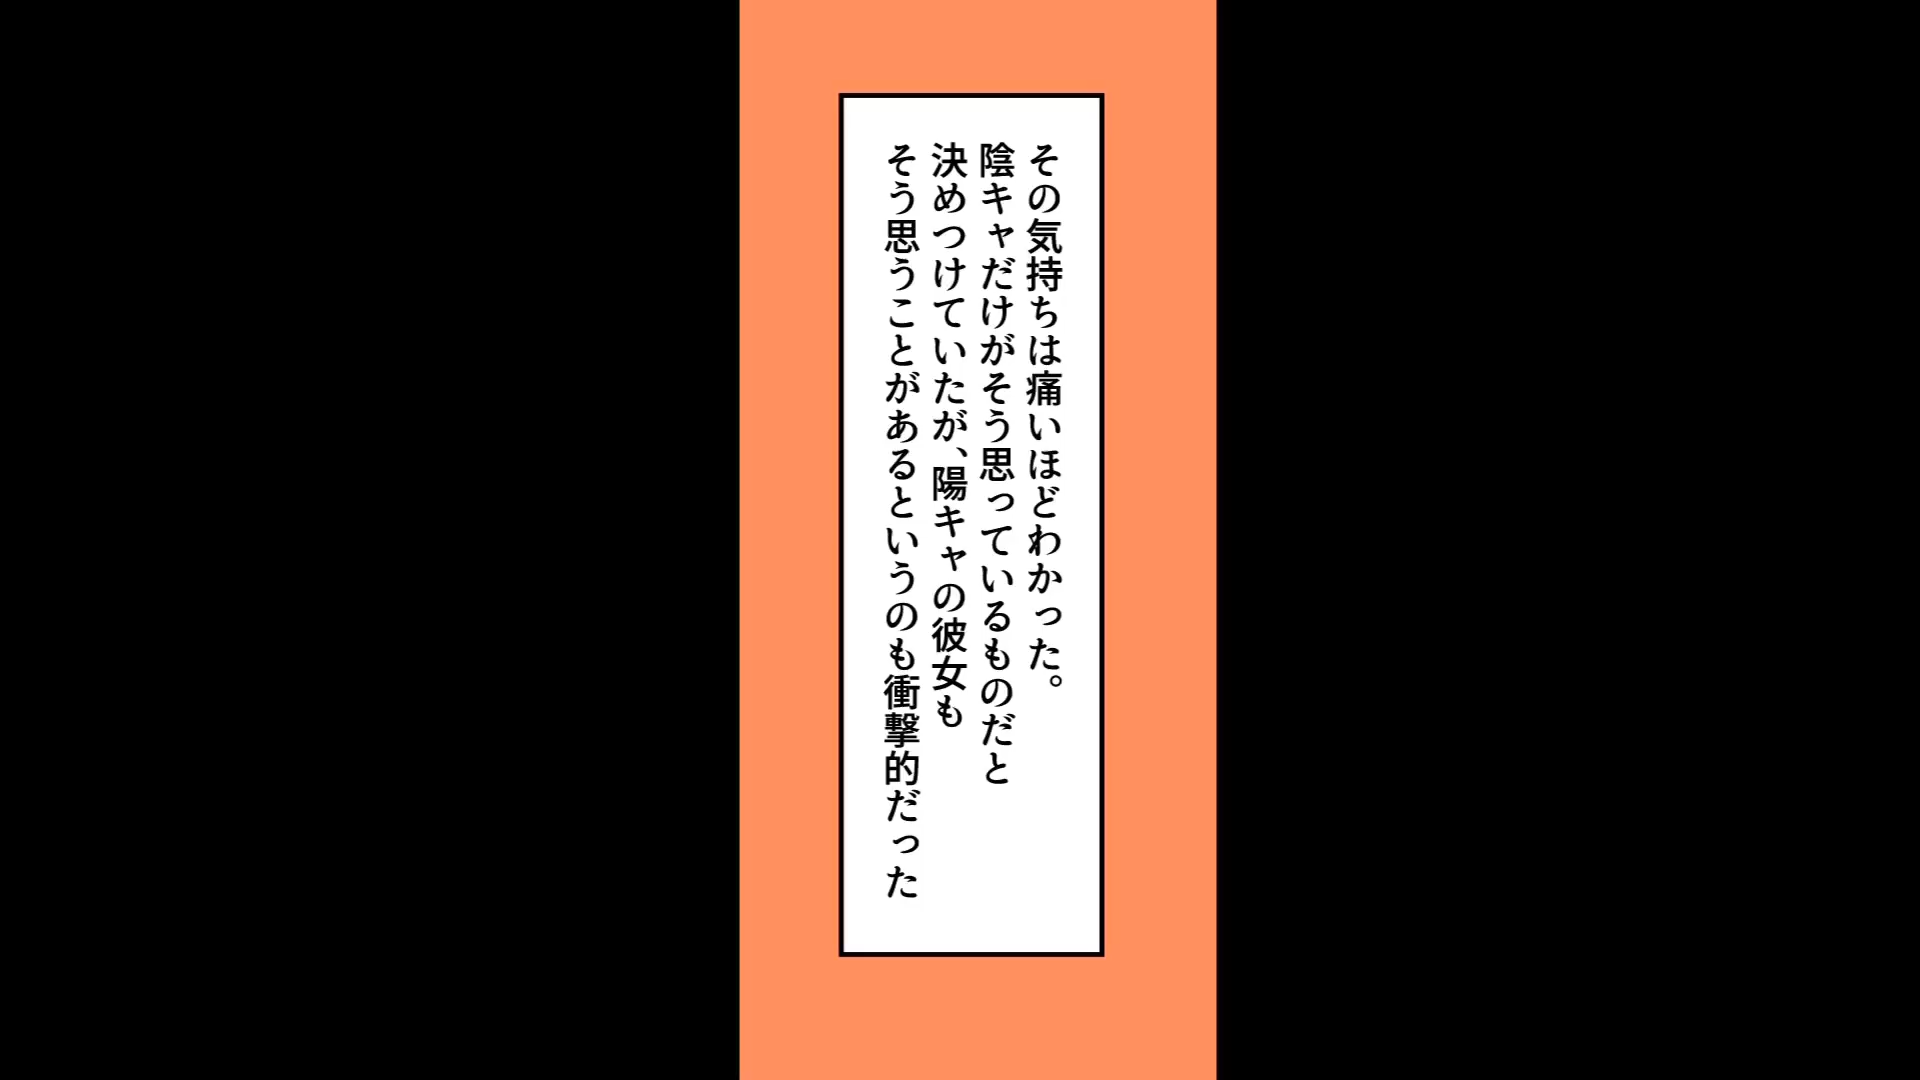 その気持ちは痛いほどわかった。
陰キャだけがそう思っているものだと
決めつけていたが、陽キャの彼女も
そう思うことがあるというのも衝撃的だった